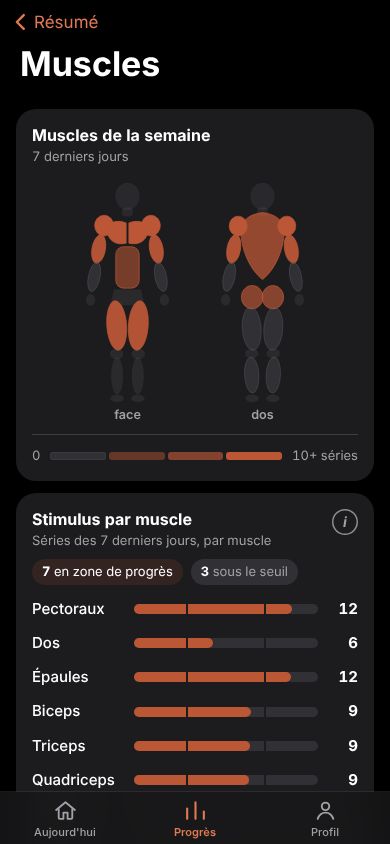 Résumé
Muscles
Muscles de la semaine
7 derniers jours
face
dos
0
10+ séries
Stimulus par muscle
i
Séries des 7 derniers jours, par muscle
7 en zone de progrès
3 sous le seuil
Pectoraux 12
Dos 6
Épaules 12
Biceps 9
Triceps 9
Quadriceps 9
Aujourd'hui
Progrès
Profil